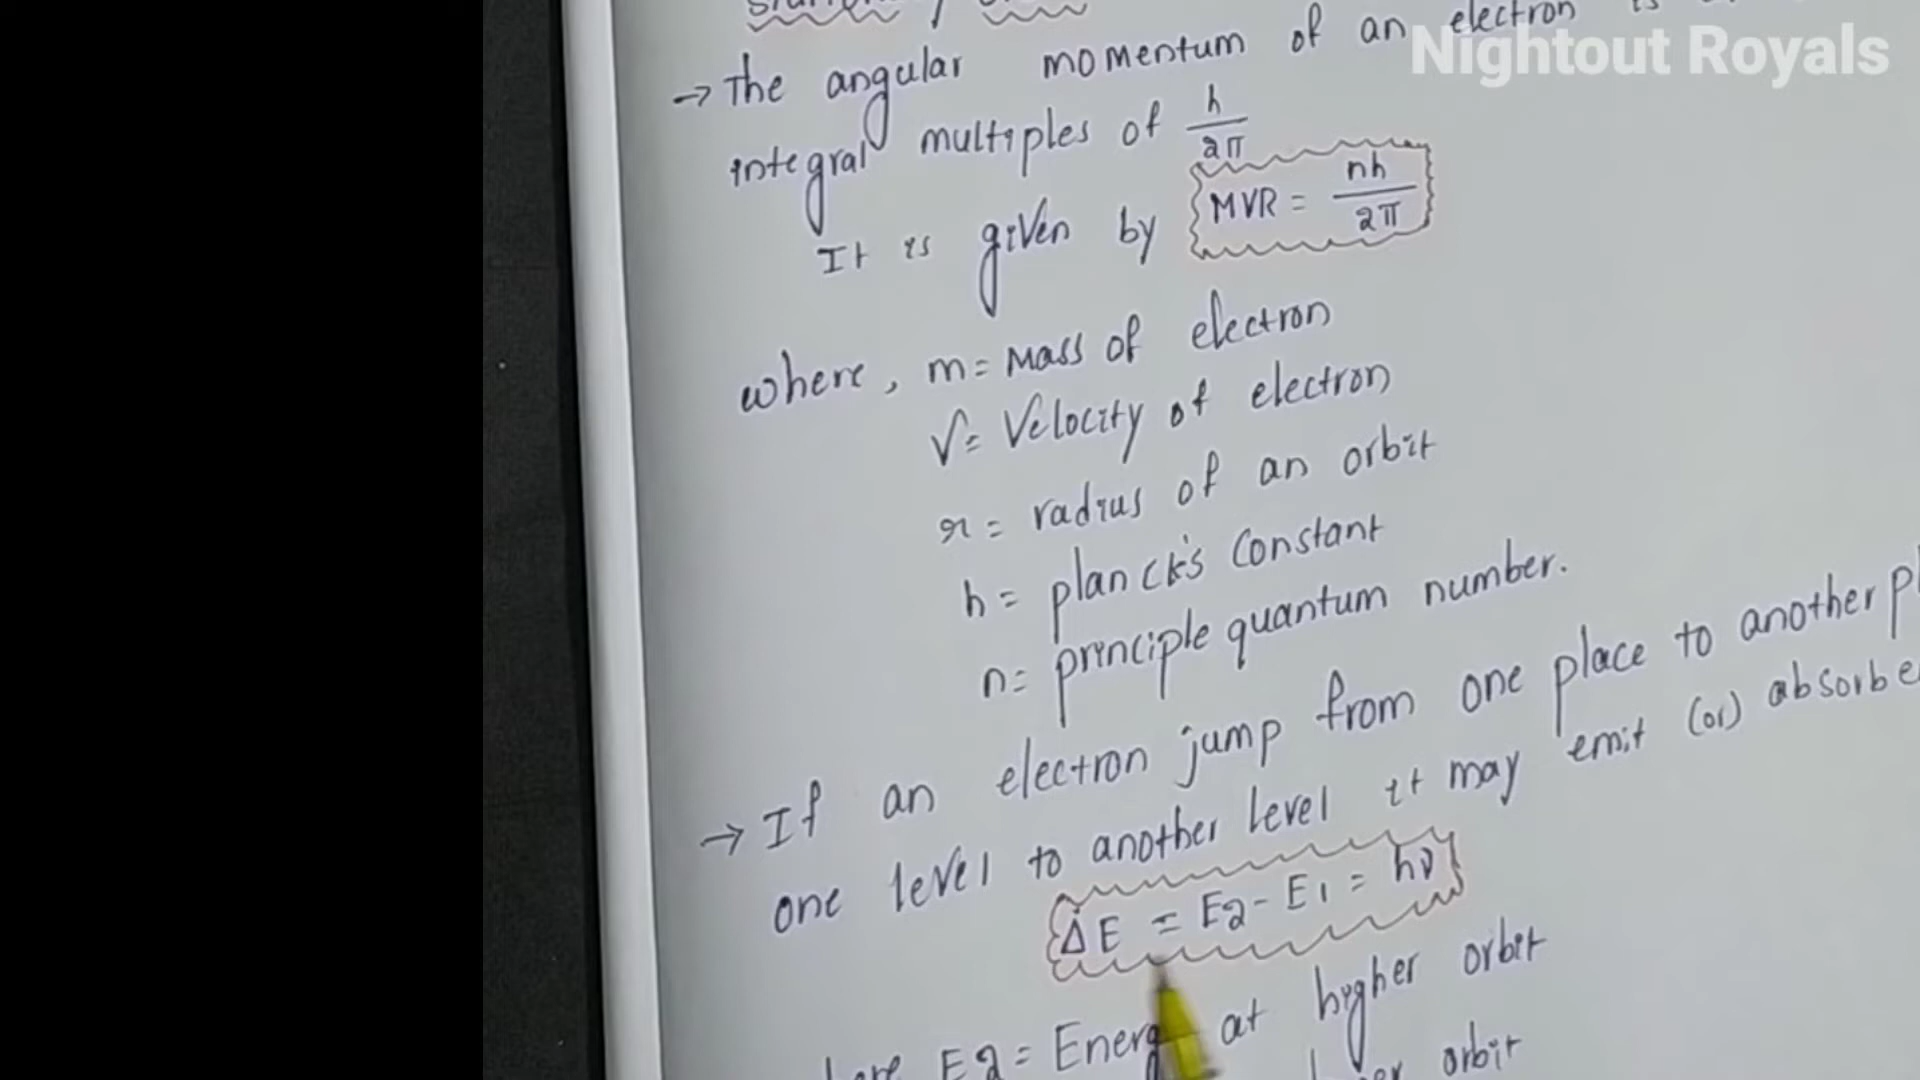 → The angular momentum of an electron is
integral multiples of h/2π
It is given by MVR = nh/2π
where, m = Mass of electron
V = Velocity of electron
r = radius of an orbit
h = planck's Constant
n = principle quantum number.
→ If an electron jump from one place to another
one level to another level it may emit (or) absorbe
ΔE = E2 - E1 = hν
E2 = Energy at higher orbit
orbit
Nightout Royals